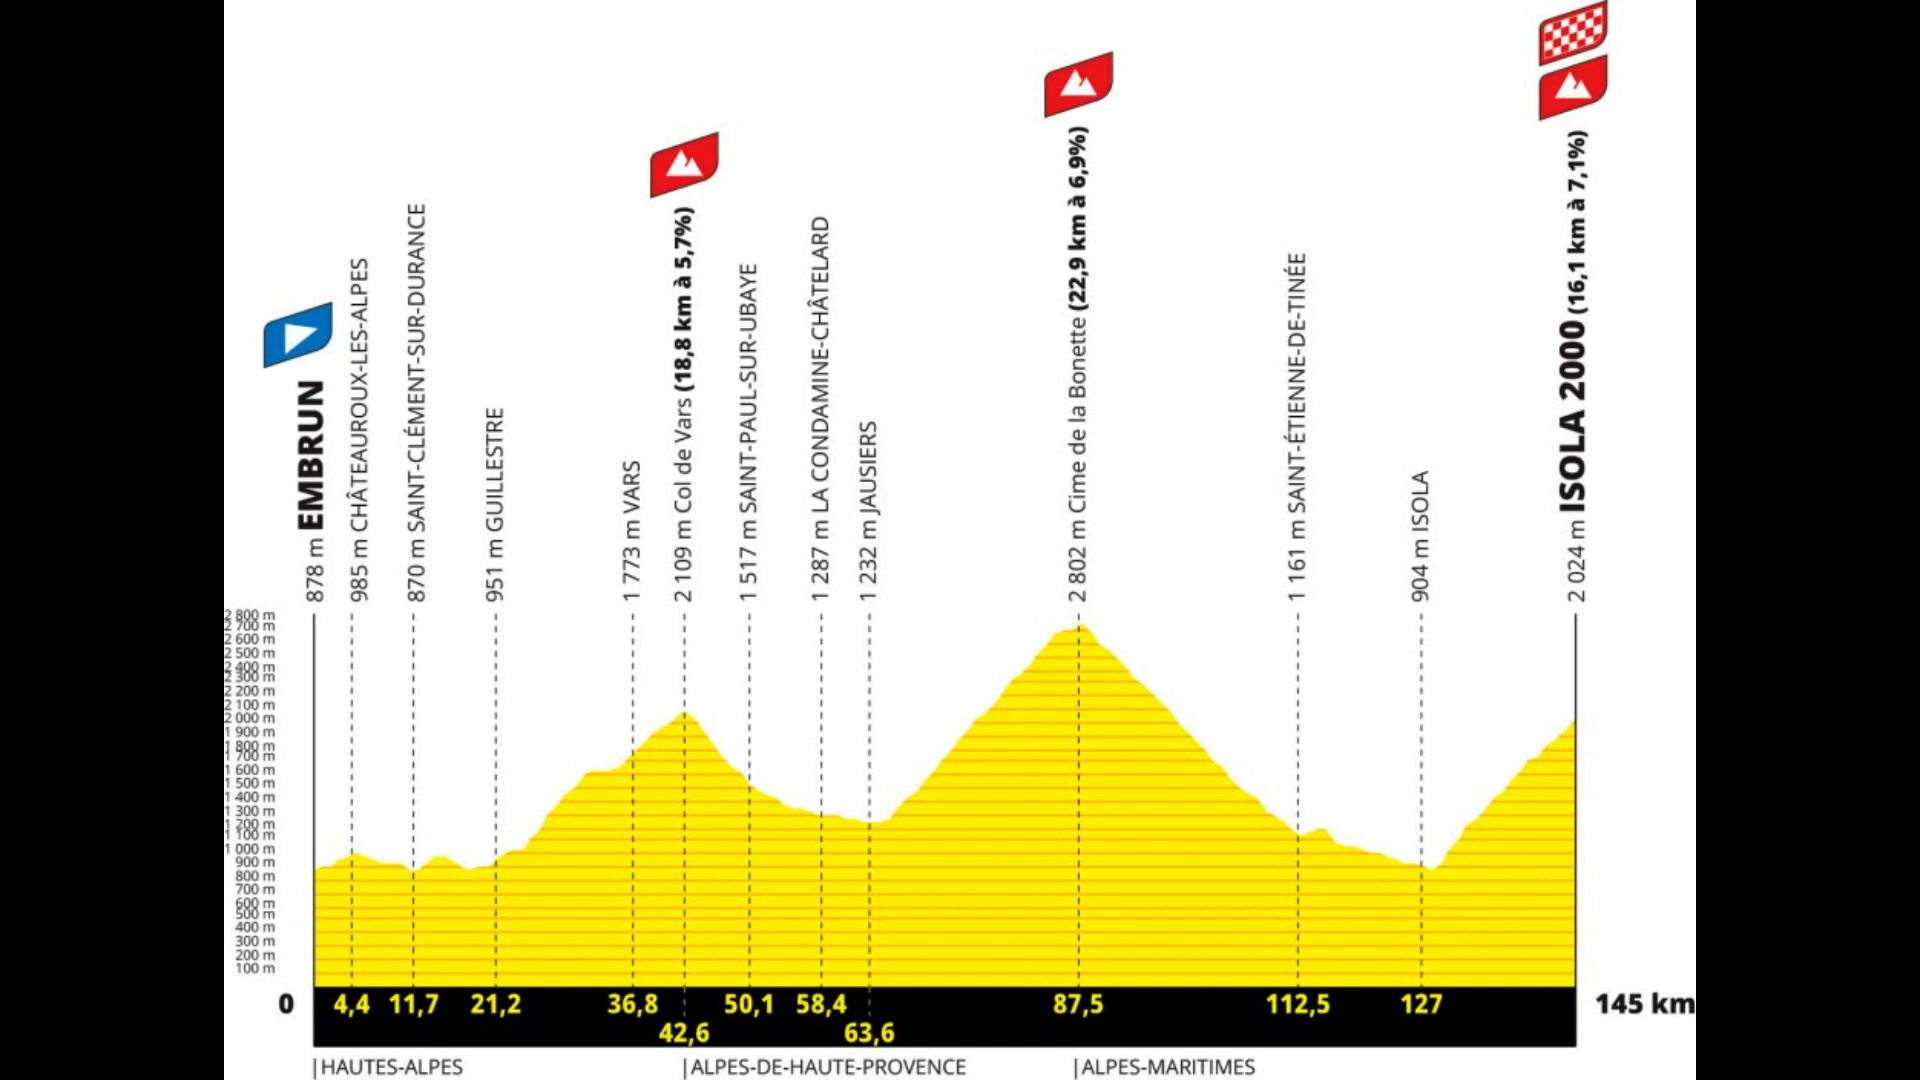 878 m EMBRUN
985 m CHÂTEAUROUX-LES-ALPES
870 m SAINT-CLÉMENT-SUR-DURANCE
951 m GUILLESTRE
1 773 m VARS
2 109 m Col de Vars (18,8 km à 5,7%)
1 517 m SAINT-PAUL-SUR-UBAYE
1 287 m LA CONDAMINE-CHÂTELARD
1 232 m JAUSIERS
2 802 m Cime de la Bonette (22,9 km à 6,9%)
1 161 m SAINT-ÉTIENNE-DE-TINÉE
904 m ISOLA
2 024 m ISOLA 2000 (16,1 km à 7,1%)
2 800 m
2 700 m
2 600 m
2 500 m
2 400 m
2 300 m
2 200 m
2 100 m
2 000 m
1 900 m
1 800 m
1 700 m
1 600 m
1 500 m
1 400 m
1 300 m
1 200 m
1 100 m
1 000 m
900 m
800 m
700 m
600 m
500 m
400 m
300 m
200 m
100 m
0 4,4 11,7 21,2 36,8 50,1 58,4 87,5 112,5 127 145 km
42,6 63,6
HAUTES-ALPES ALPES-DE-HAUTE-PROVENCE ALPES-MARITIMES